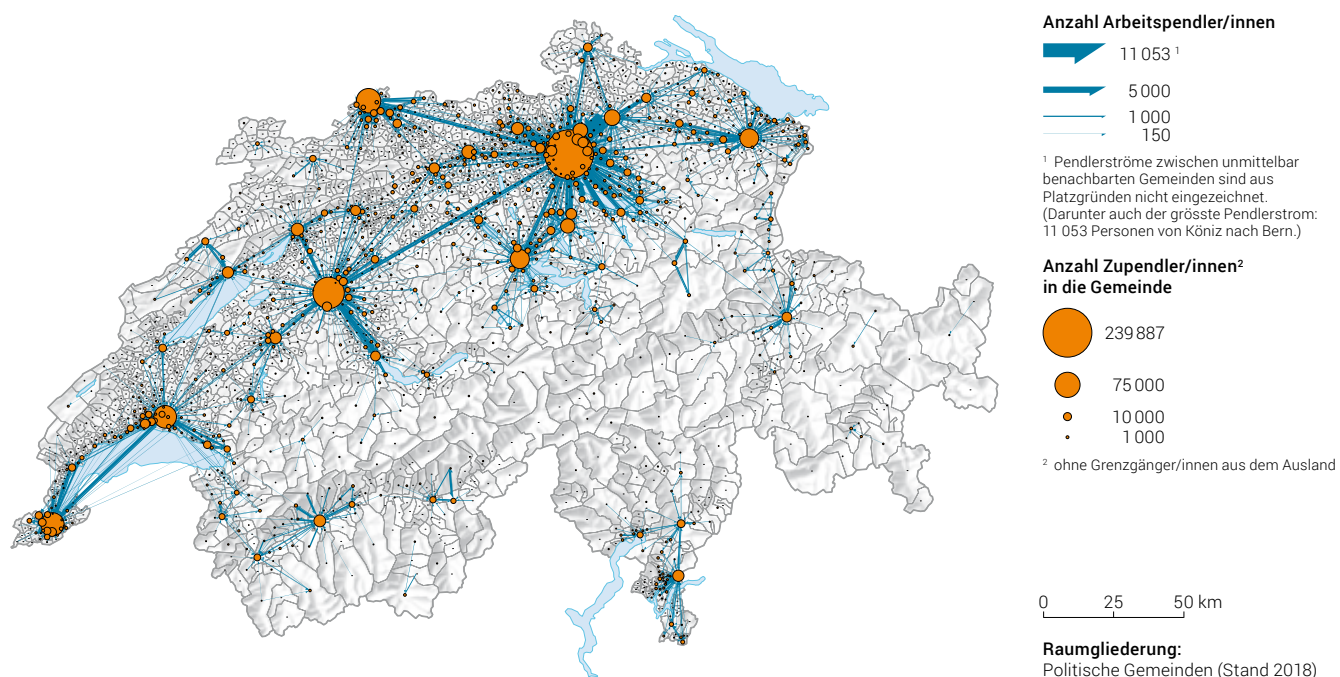 Anzahl Arbeitspendler/innen
11 053 ¹
5 000
1 000
150
¹ Pendlerströme zwischen unmittelbar
benachbarten Gemeinden sind aus
Platzgründen nicht eingezeichnet.
(Darunter auch der grösste Pendlerstrom:
11 053 Personen von Köniz nach Bern.)
Anzahl Zupendler/innen²
in die Gemeinde
239 887
75 000
10 000
1 000
² ohne Grenzgänger/innen aus dem Ausland
0 25 50 km
Raumgliederung:
Politische Gemeinden (Stand 2018)